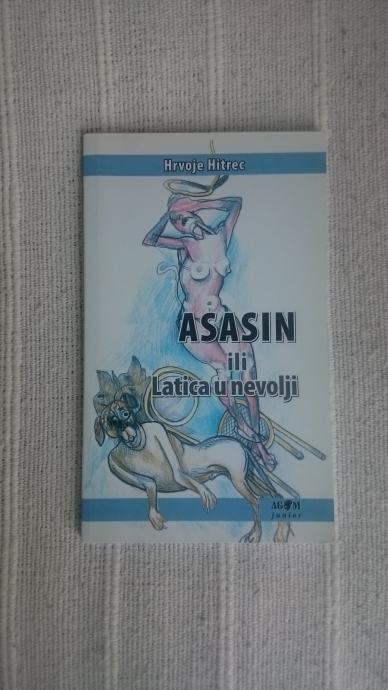 Hrvoje Hitrec
ASASIN
ili
Latica u nevolji
AGM
junior